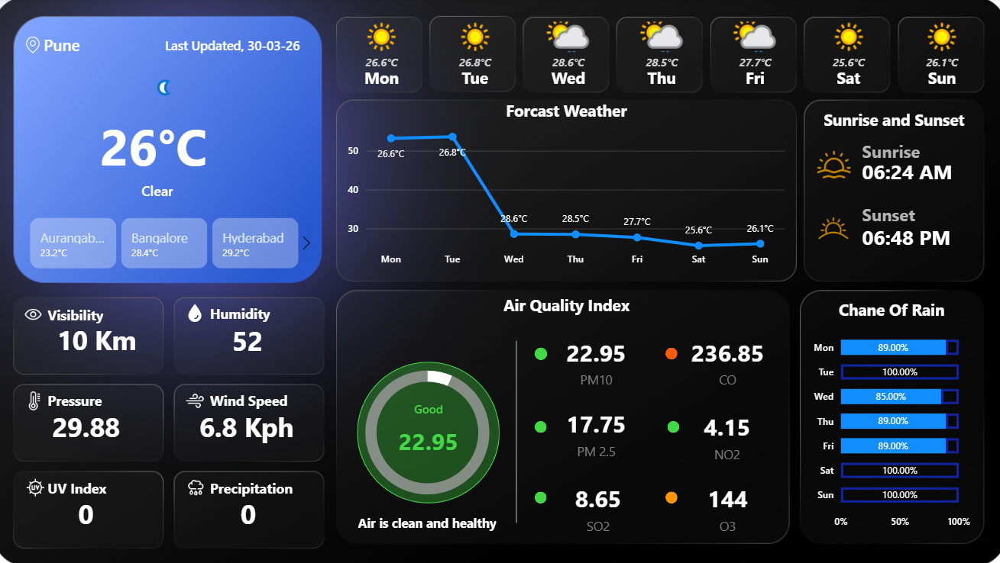 Pune
Last Updated, 30-03-26
26°C
Clear
Aurangab...
23.2°C
Bangalore
28.4°C
Hyderabad
29.2°C
26.6°C
Mon
26.8°C
Tue
28.6°C
Wed
28.5°C
Thu
27.7°C
Fri
25.6°C
Sat
26.1°C
Sun
Forcast Weather
50
40
30
26.6°C
26.8°C
28.6°C
28.5°C
27.7°C
25.6°C
26.1°C
Mon
Tue
Wed
Thu
Fri
Sat
Sun
Sunrise and Sunset
Sunrise
06:24 AM
Sunset
06:48 PM
Visibility
10 Km
Humidity
52
Pressure
29.88
Wind Speed
6.8 Kph
UV
UV Index
0
Precipitation
0
Air Quality Index
Good
22.95
Air is clean and healthy
22.95
PM10
236.85
CO
17.75
PM 2.5
4.15
NO2
8.65
SO2
144
O3
Chane Of Rain
Mon 89.00%
Tue 100.00%
Wed 85.00%
Thu 89.00%
Fri 89.00%
Sat 100.00%
Sun 100.00%
0% 50% 100%